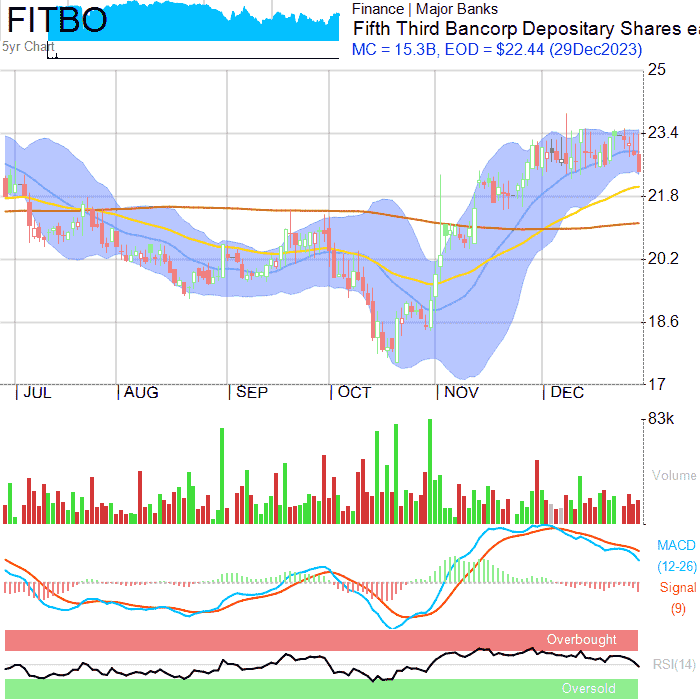 FITBO
5yr Chart
Finance | Major Banks
Fifth Third Bancorp Depositary Shares ea
MC = 15.3B, EOD = $22.44 (29Dec2023)
25
23.4
21.8
20.2
18.6
17
JUL AUG SEP OCT NOV DEC
83k
Volume
MACD
(12-26)
Signal
(9)
Overbought
RSI(14)
Oversold